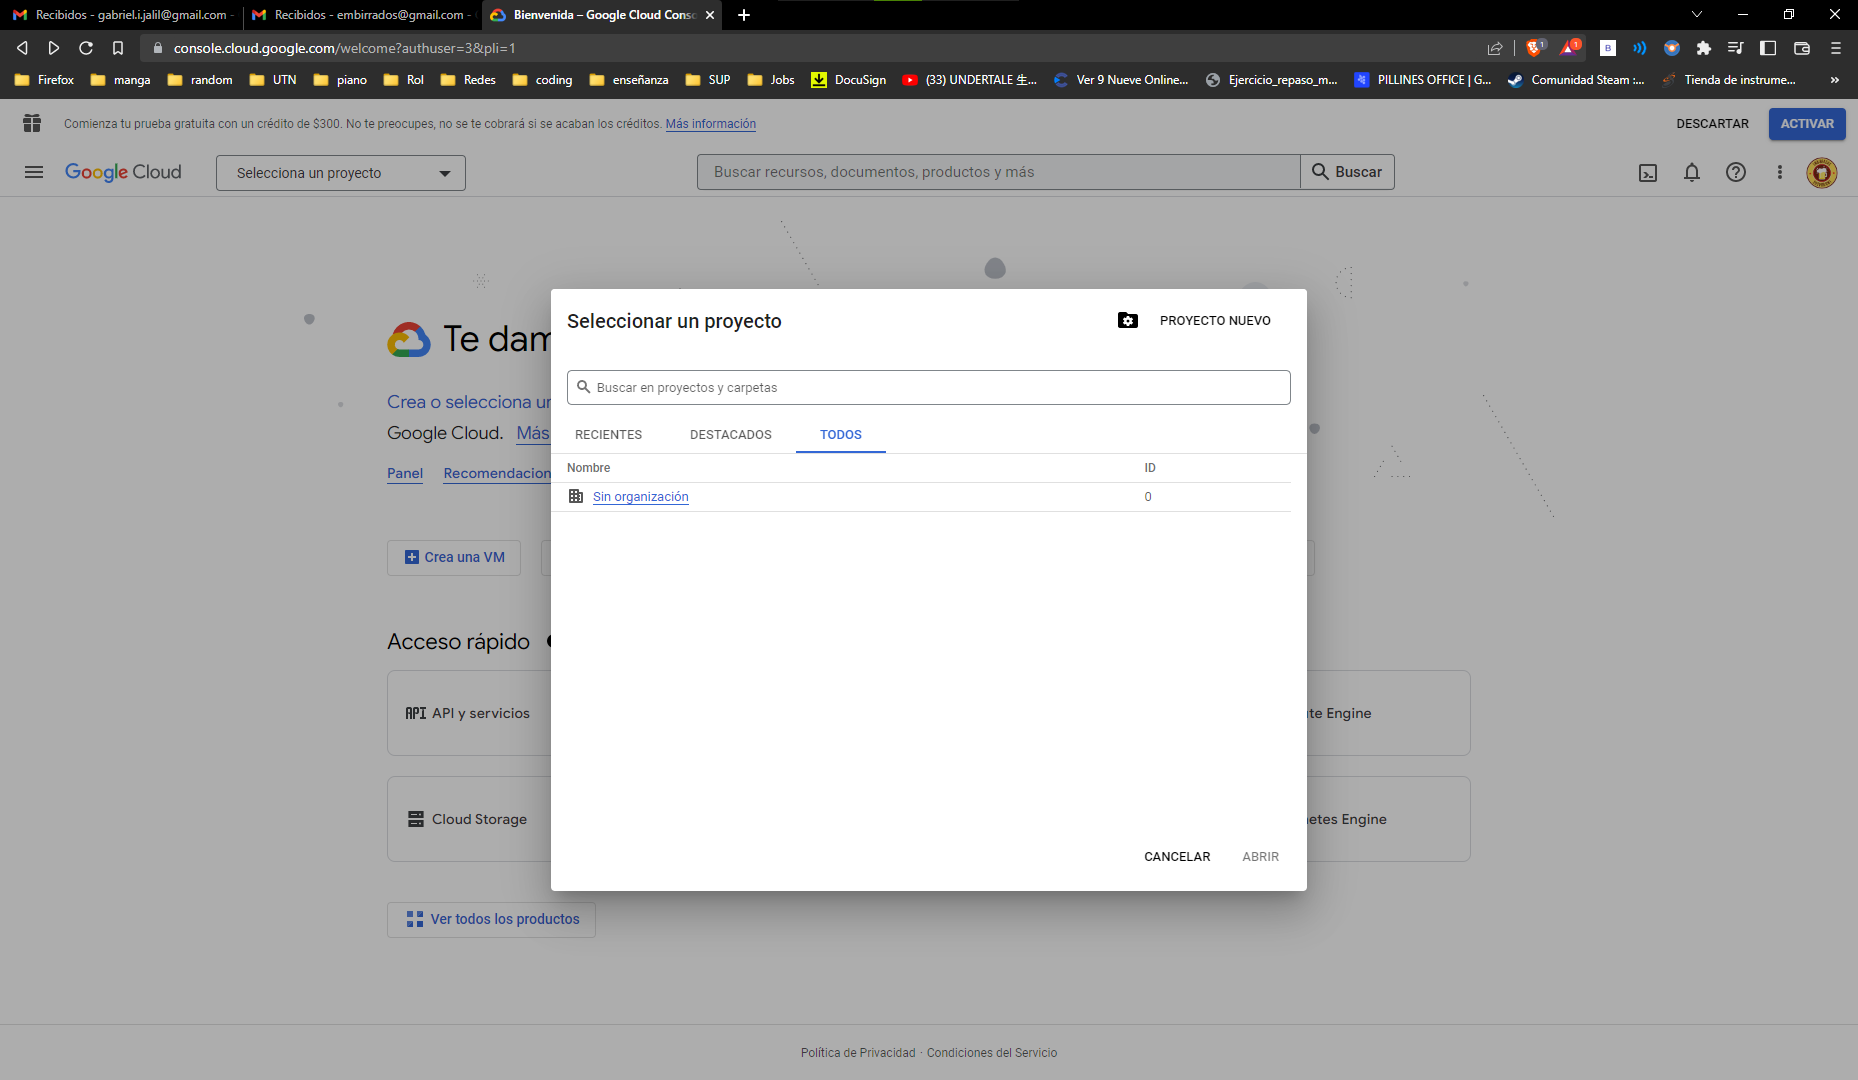 Recibidos - gabriel.i.jalil@gmail.com -
Recibidos - embirrados@gmail.com -
Bienvenida – Google Cloud Conso
console.cloud.google.com/welcome?authuser=3&pli=1
1
1
B
Firefox
manga
random
UTN
piano
Rol
Redes
coding
enseñanza
SUP
Jobs
DocuSign
(33) UNDERTALE 生...
Ver 9 Nueve Online...
Ejercicio_repaso_m...
PILLINES OFFICE | G...
Comunidad Steam :...
Tienda de instrume...
»
Comienza tu prueba gratuita con un crédito de $300. No te preocupes, no se te cobrará si se acaban los créditos. Más información
DESCARTAR
ACTIVAR
Google Cloud
Selecciona un proyecto
Buscar recursos, documentos, productos y más
Buscar
Te dam
Crea o selecciona un
Google Cloud. Más
Panel
Recomendacion
Crea una VM
Acceso rápido
API API y servicios
Cloud Storage
Ver todos los productos
Seleccionar un proyecto
PROYECTO NUEVO
Buscar en proyectos y carpetas
RECIENTES
DESTACADOS
TODOS
Nombre
ID
Sin organización
0
CANCELAR
ABRIR
te Engine
etes Engine
Política de Privacidad · Condiciones del Servicio